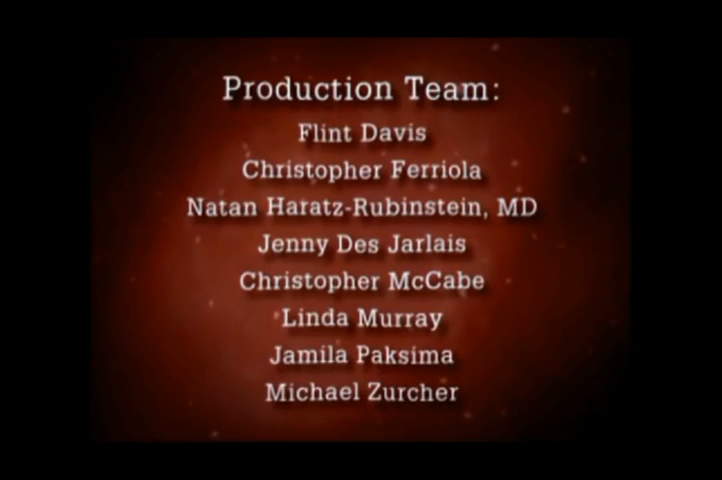 Production Team:
Flint Davis
Christopher Ferriola
Natan Haratz-Rubinstein, MD
Jenny Des Jarlais
Christopher McCabe
Linda Murray
Jamila Paksima
Michael Zurcher